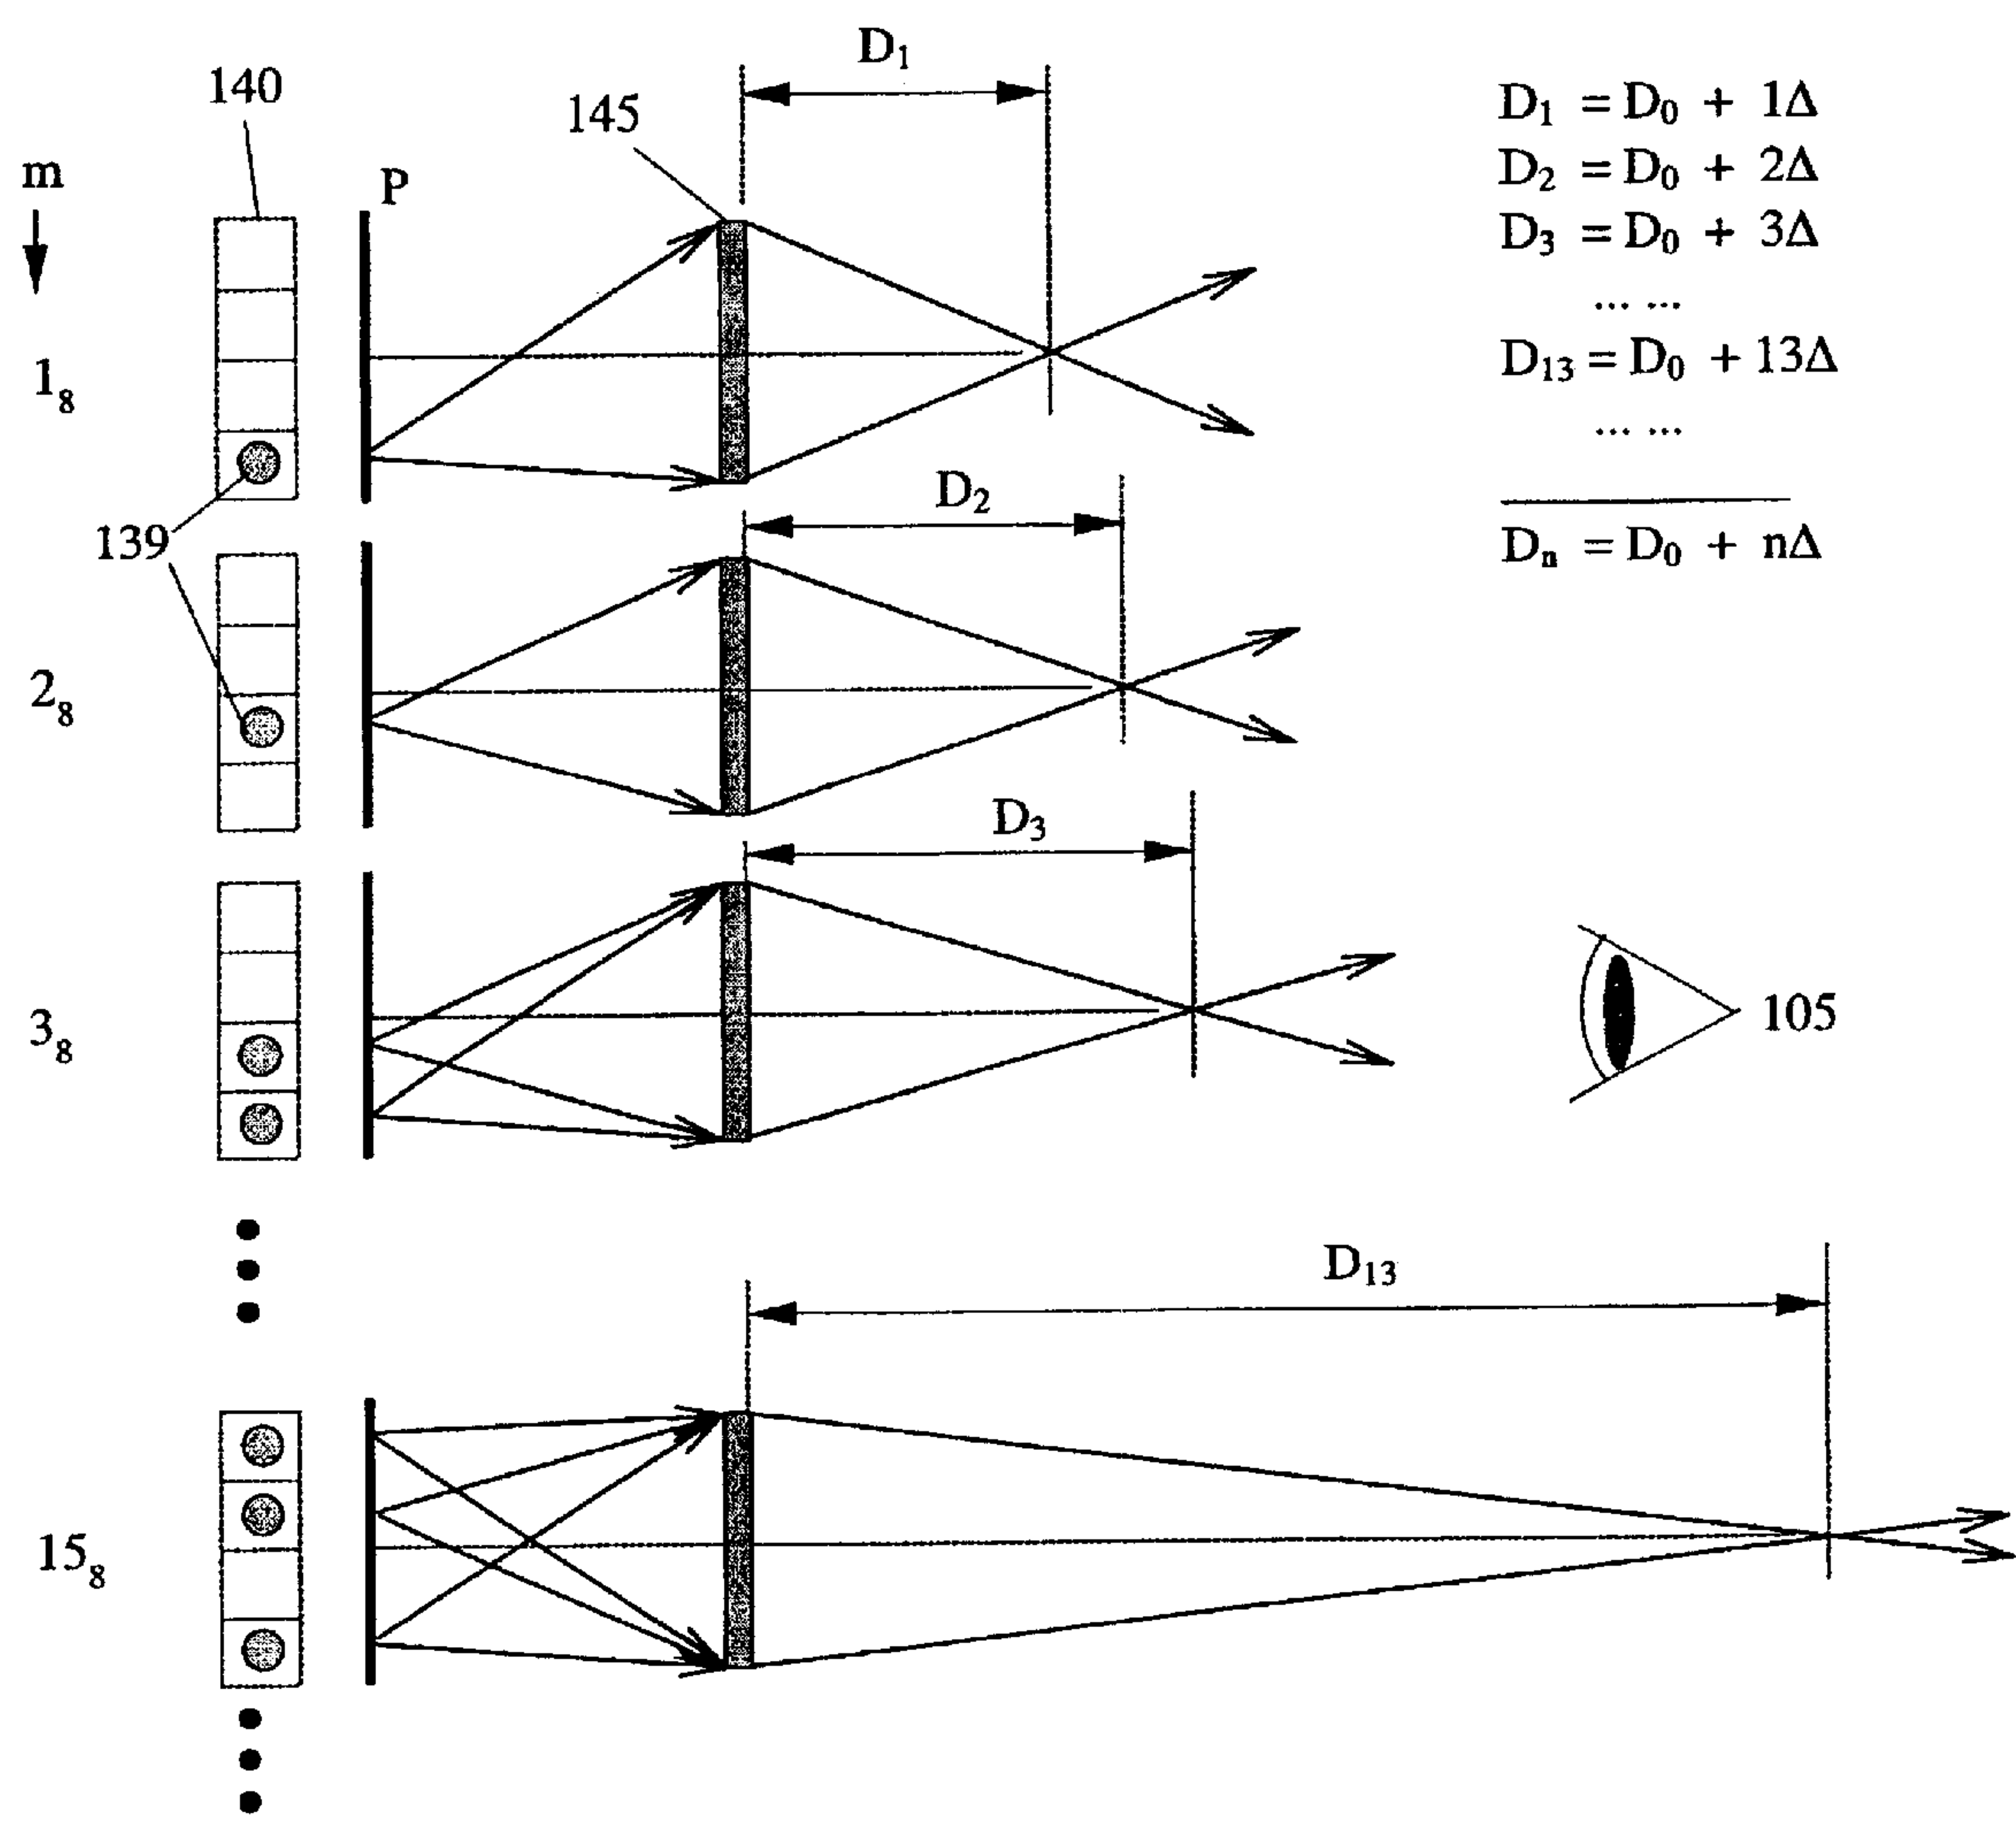 D₁
140
145
m
P
D₁ = D₀ + 1Δ
D₂ = D₀ + 2Δ
D₃ = D₀ + 3Δ
... ...
D₁₃ = D₀ + 13Δ
... ...
Dₙ = D₀ + nΔ
1₈
139
D₂
2₈
D₃
3₈
105
D₁₃
15₈